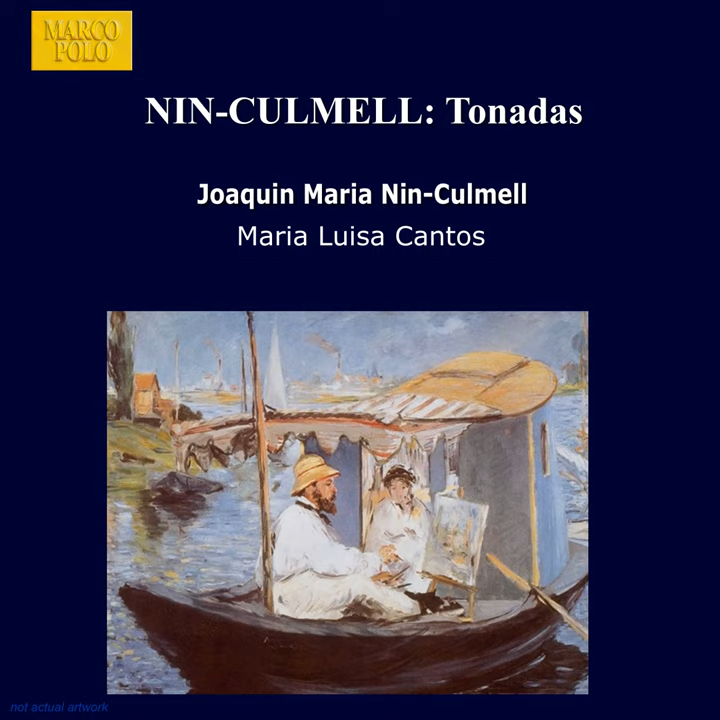 MARCO
POLO
NIN-CULMELL: Tonadas
Joaquin Maria Nin-Culmell
Maria Luisa Cantos
not actual artwork